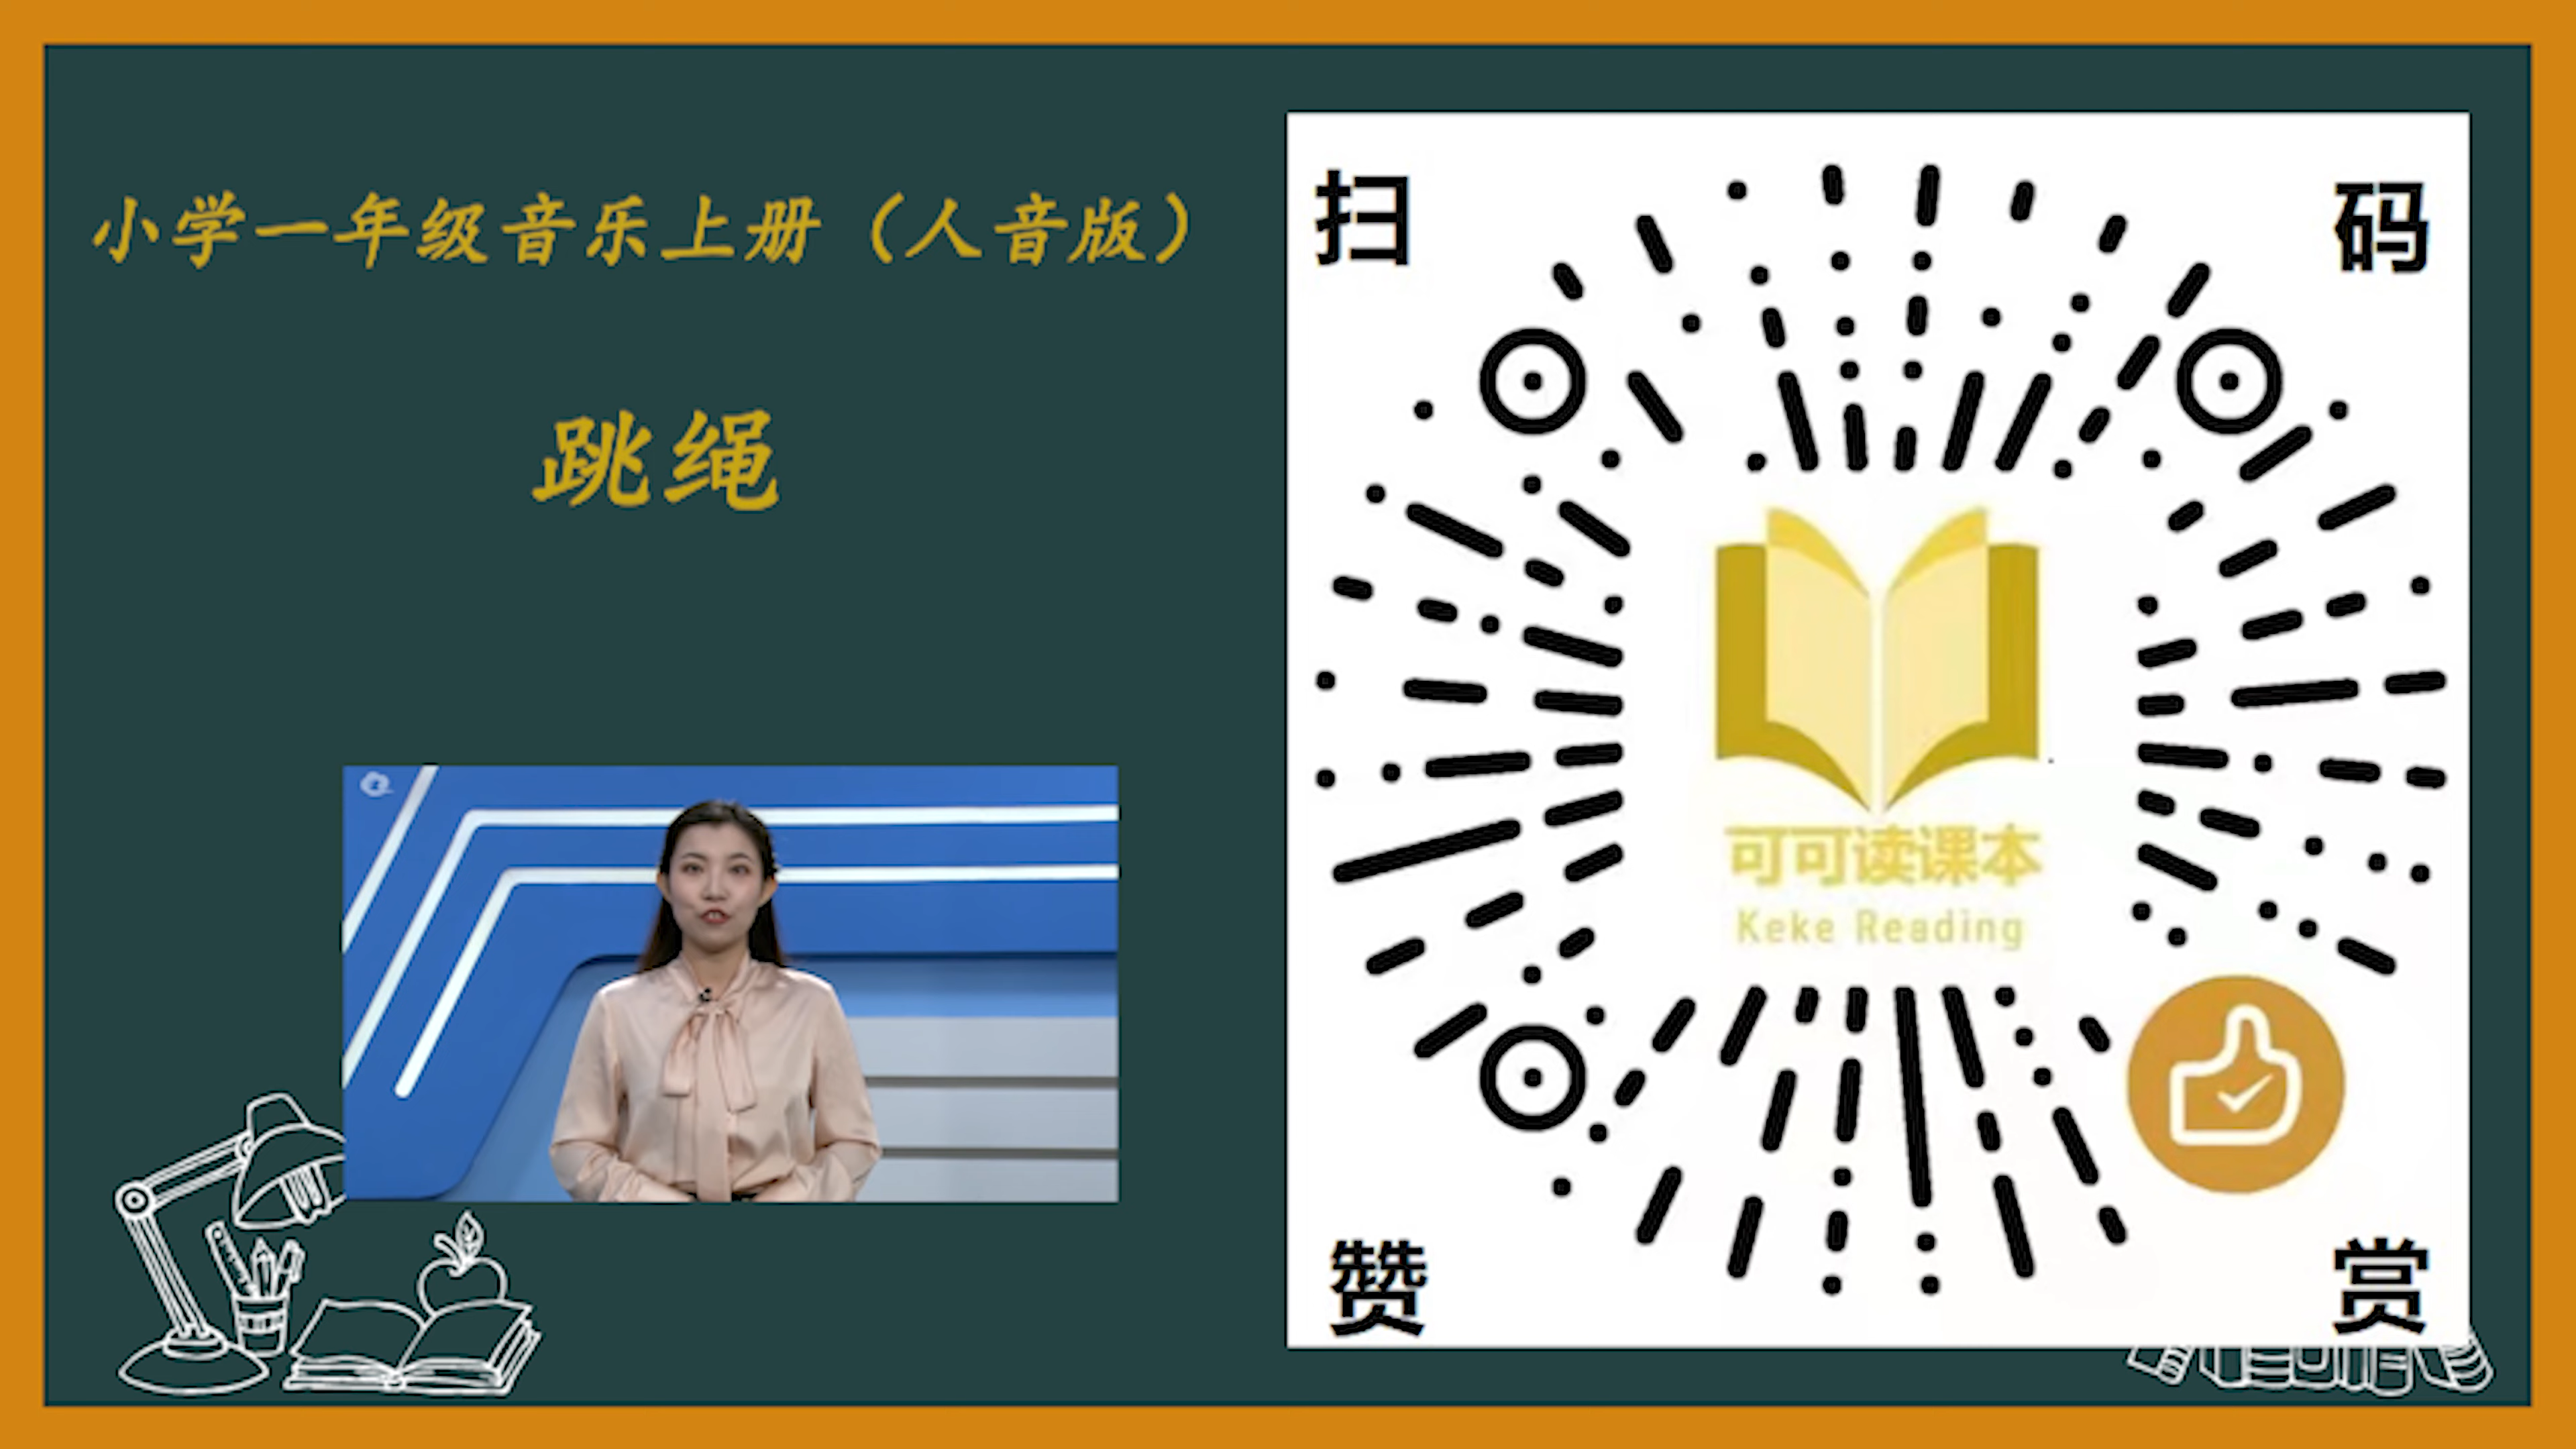 小学一年级音乐上册（人音版）
跳绳
扫 码
可可读课本
Keke Reading
赞 赏